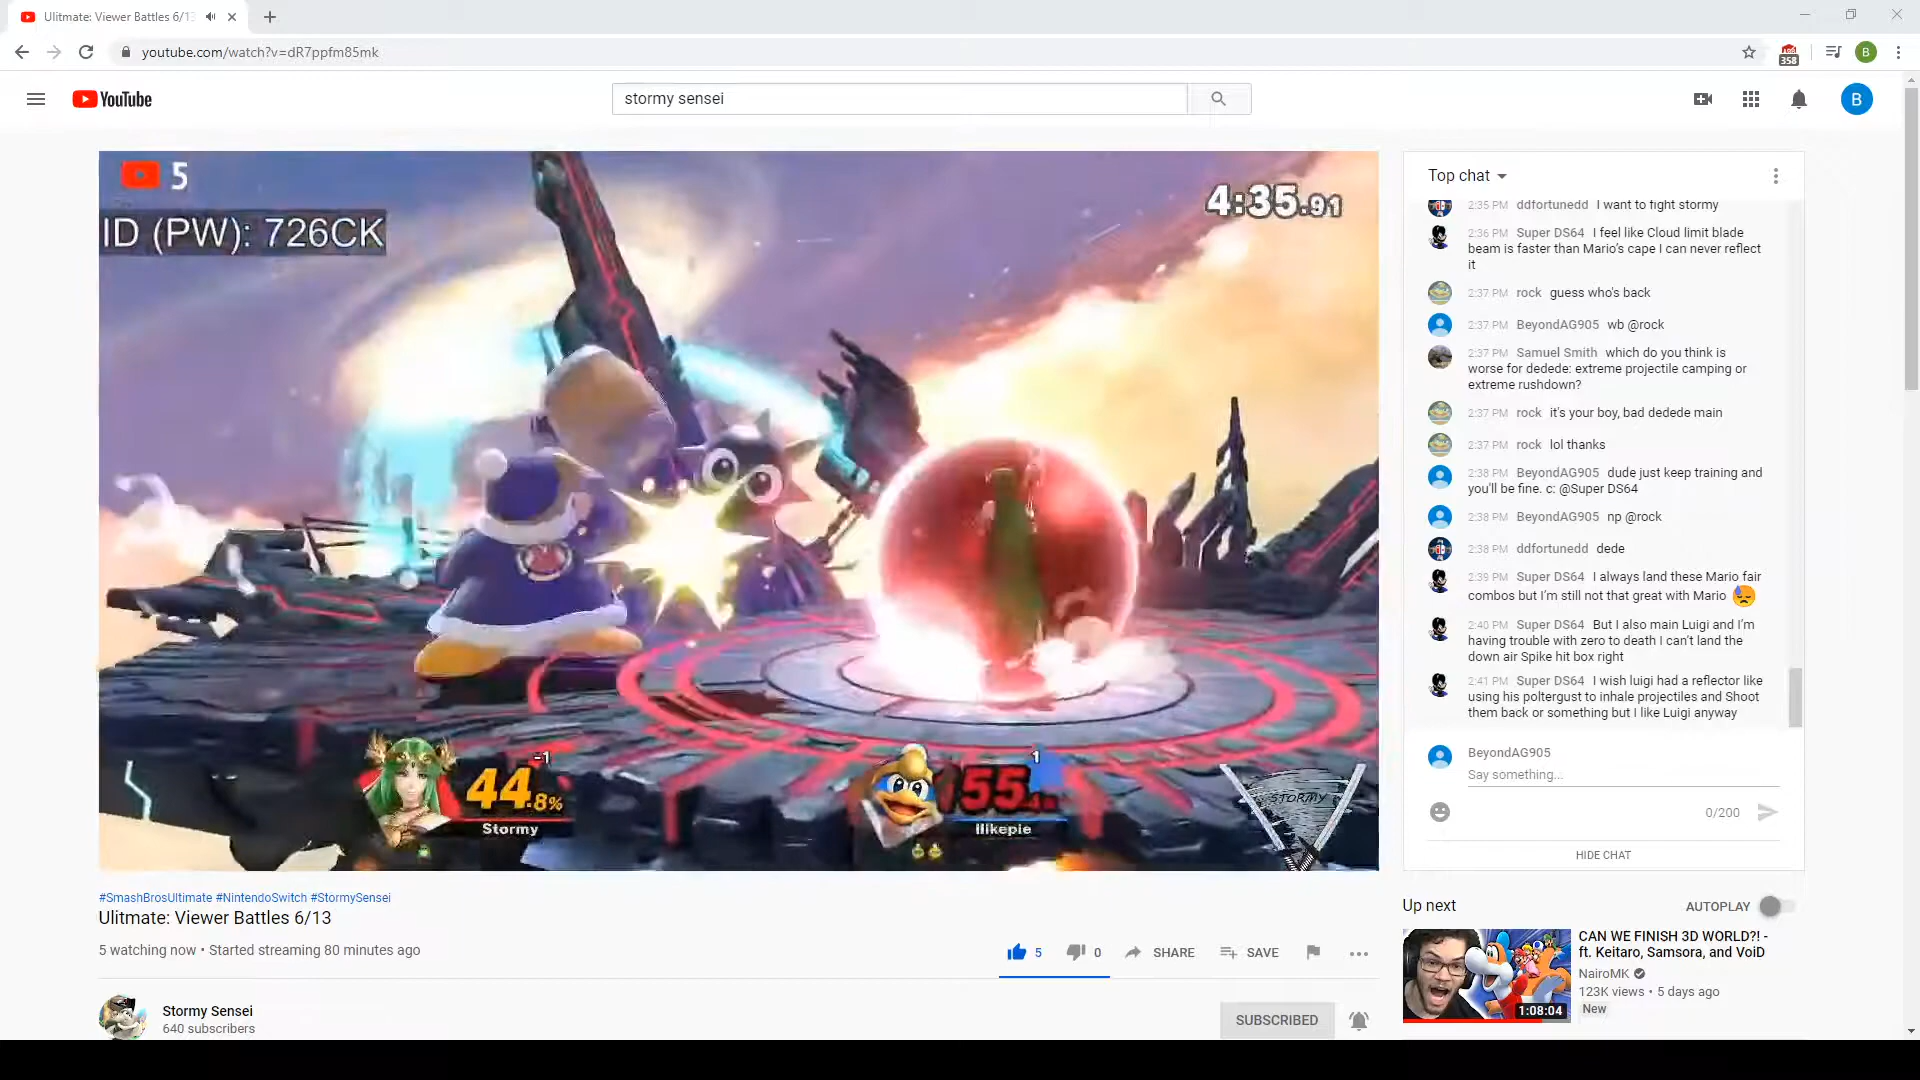 Ulitmate: Viewer Battles 6/13
youtube.com/watch?v=dR7ppfm85mk
358
B
YouTube
stormy sensei
B
5
ID (PW): 726CK
4:35.91
-1
44.8%
Stormy
1
155
Ilikepie
STORMY
Top chat
2:35 PM ddfortunedd I want to fight stormy
2:36 PM Super DS64 I feel like Cloud limit blade
beam is faster than Mario's cape I can never reflect
it
2:37 PM rock guess who's back
2:37 PM BeyondAG905 wb @rock
2:37 PM Samuel Smith which do you think is
worse for dedede: extreme projectile camping or
extreme rushdown?
2:37 PM rock it's your boy, bad dedede main
2:37 PM rock lol thanks
2:38 PM BeyondAG905 dude just keep training and
you'll be fine. c: @Super DS64
2:38 PM BeyondAG905 np @rock
2:38 PM ddfortunedd dede
2:39 PM Super DS64 I always land these Mario fair
combos but I'm still not that great with Mario
2:40 PM Super DS64 But I also main Luigi and I'm
having trouble with zero to death I can't land the
down air Spike hit box right
2:41 PM Super DS64 I wish luigi had a reflector like
using his poltergust to inhale projectiles and Shoot
them back or something but I like Luigi anyway
BeyondAG905
Say something...
0/200
HIDE CHAT
#SmashBrosUltimate #NintendoSwitch #StormySensei
Ulitmate: Viewer Battles 6/13
5 watching now • Started streaming 80 minutes ago
5
0
SHARE
SAVE
Stormy Sensei
640 subscribers
SUBSCRIBED
Up next
AUTOPLAY
CAN WE FINISH 3D WORLD?! -
ft. Keitaro, Samsora, and VoiD
NairoMK
123K views • 5 days ago
New
1:08:04